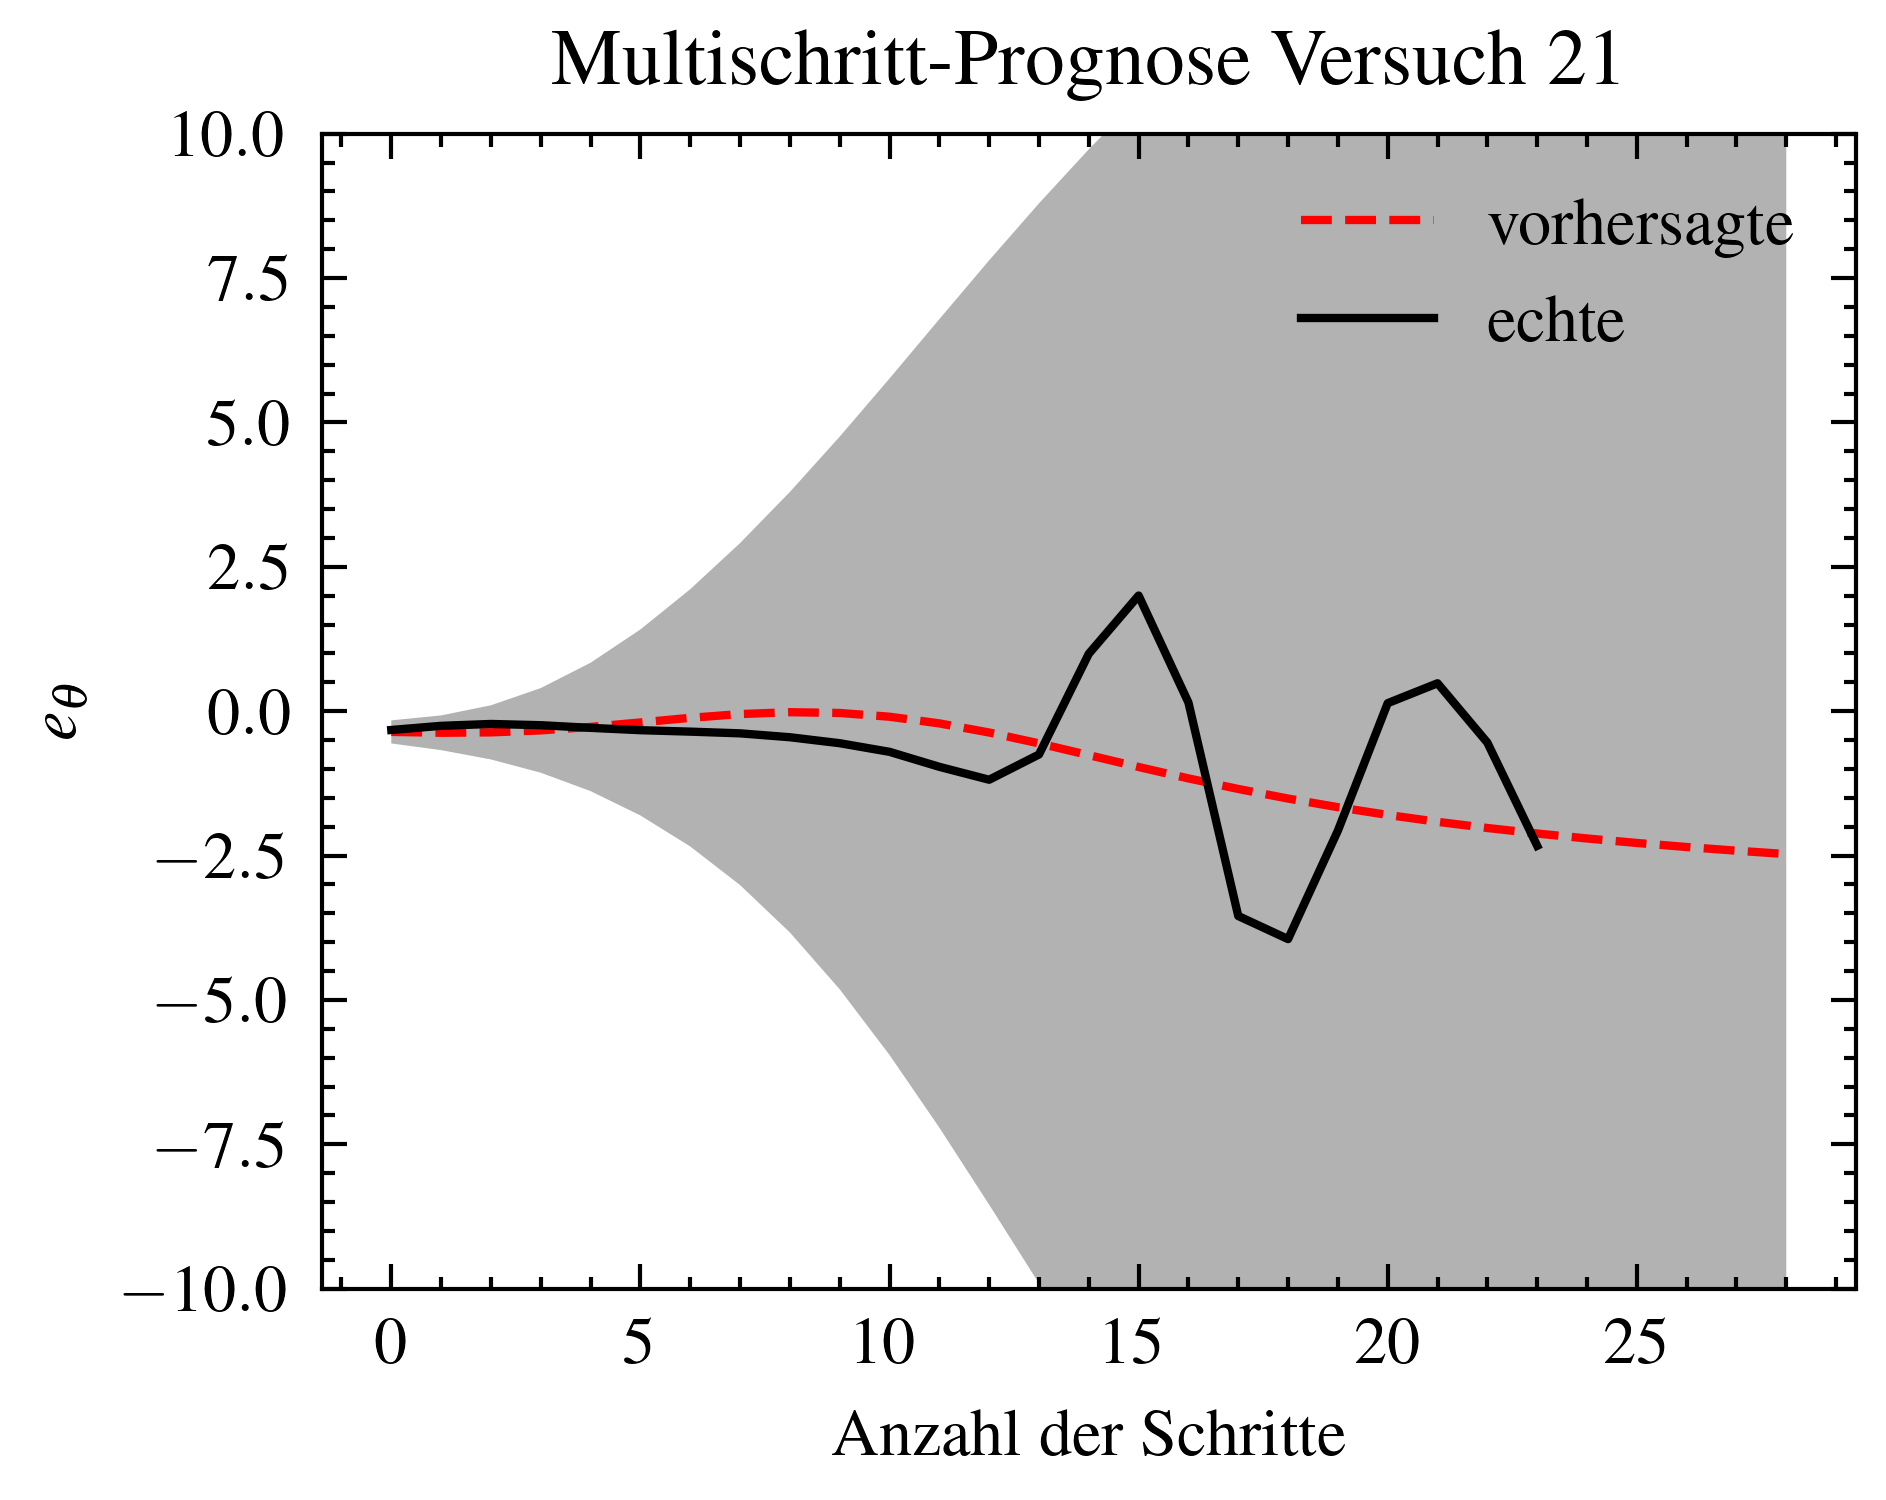 Multischritt-Prognose Versuch 21
10.0
7.5
5.0
2.5
0.0
−2.5
−5.0
−7.5
−10.0
e_θ
vorhersagte
echte
0 5 10 15 20 25
Anzahl der Schritte